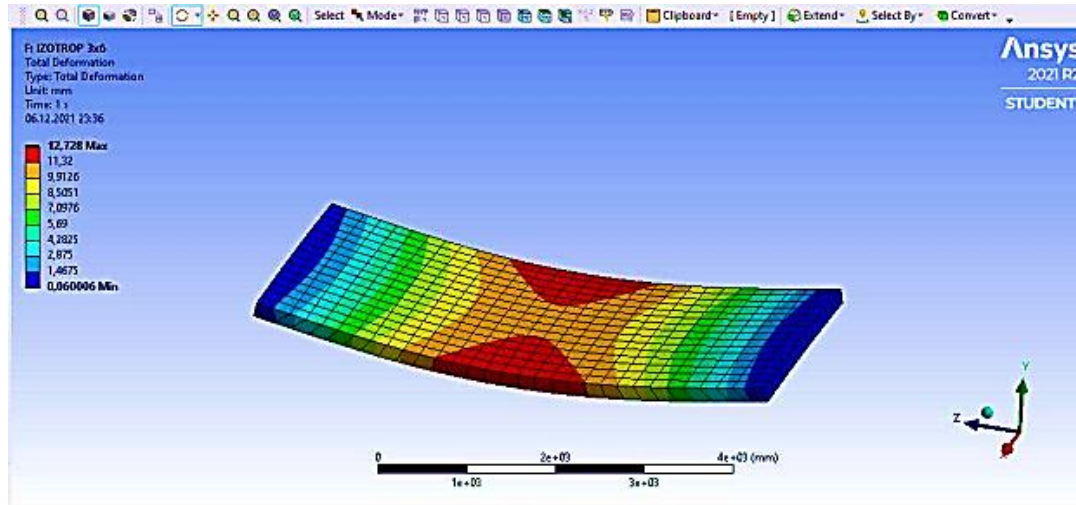 Select Mode Clipboard [Empty] Extend Select By Convert
F: IZOTROP 3x6
Total Deformation
Type: Total Deformation
Unit: mm
Time: 1 s
06.12.2021 23:36
12,728 Max
11,32
9,9126
8,5051
7,0976
5,69
4,2825
2,875
1,4675
0,060006 Min
Ansys
2021 R2
STUDENT
Y
Z
0 2e+03 4e+03 (mm)
1e+03 3e+03